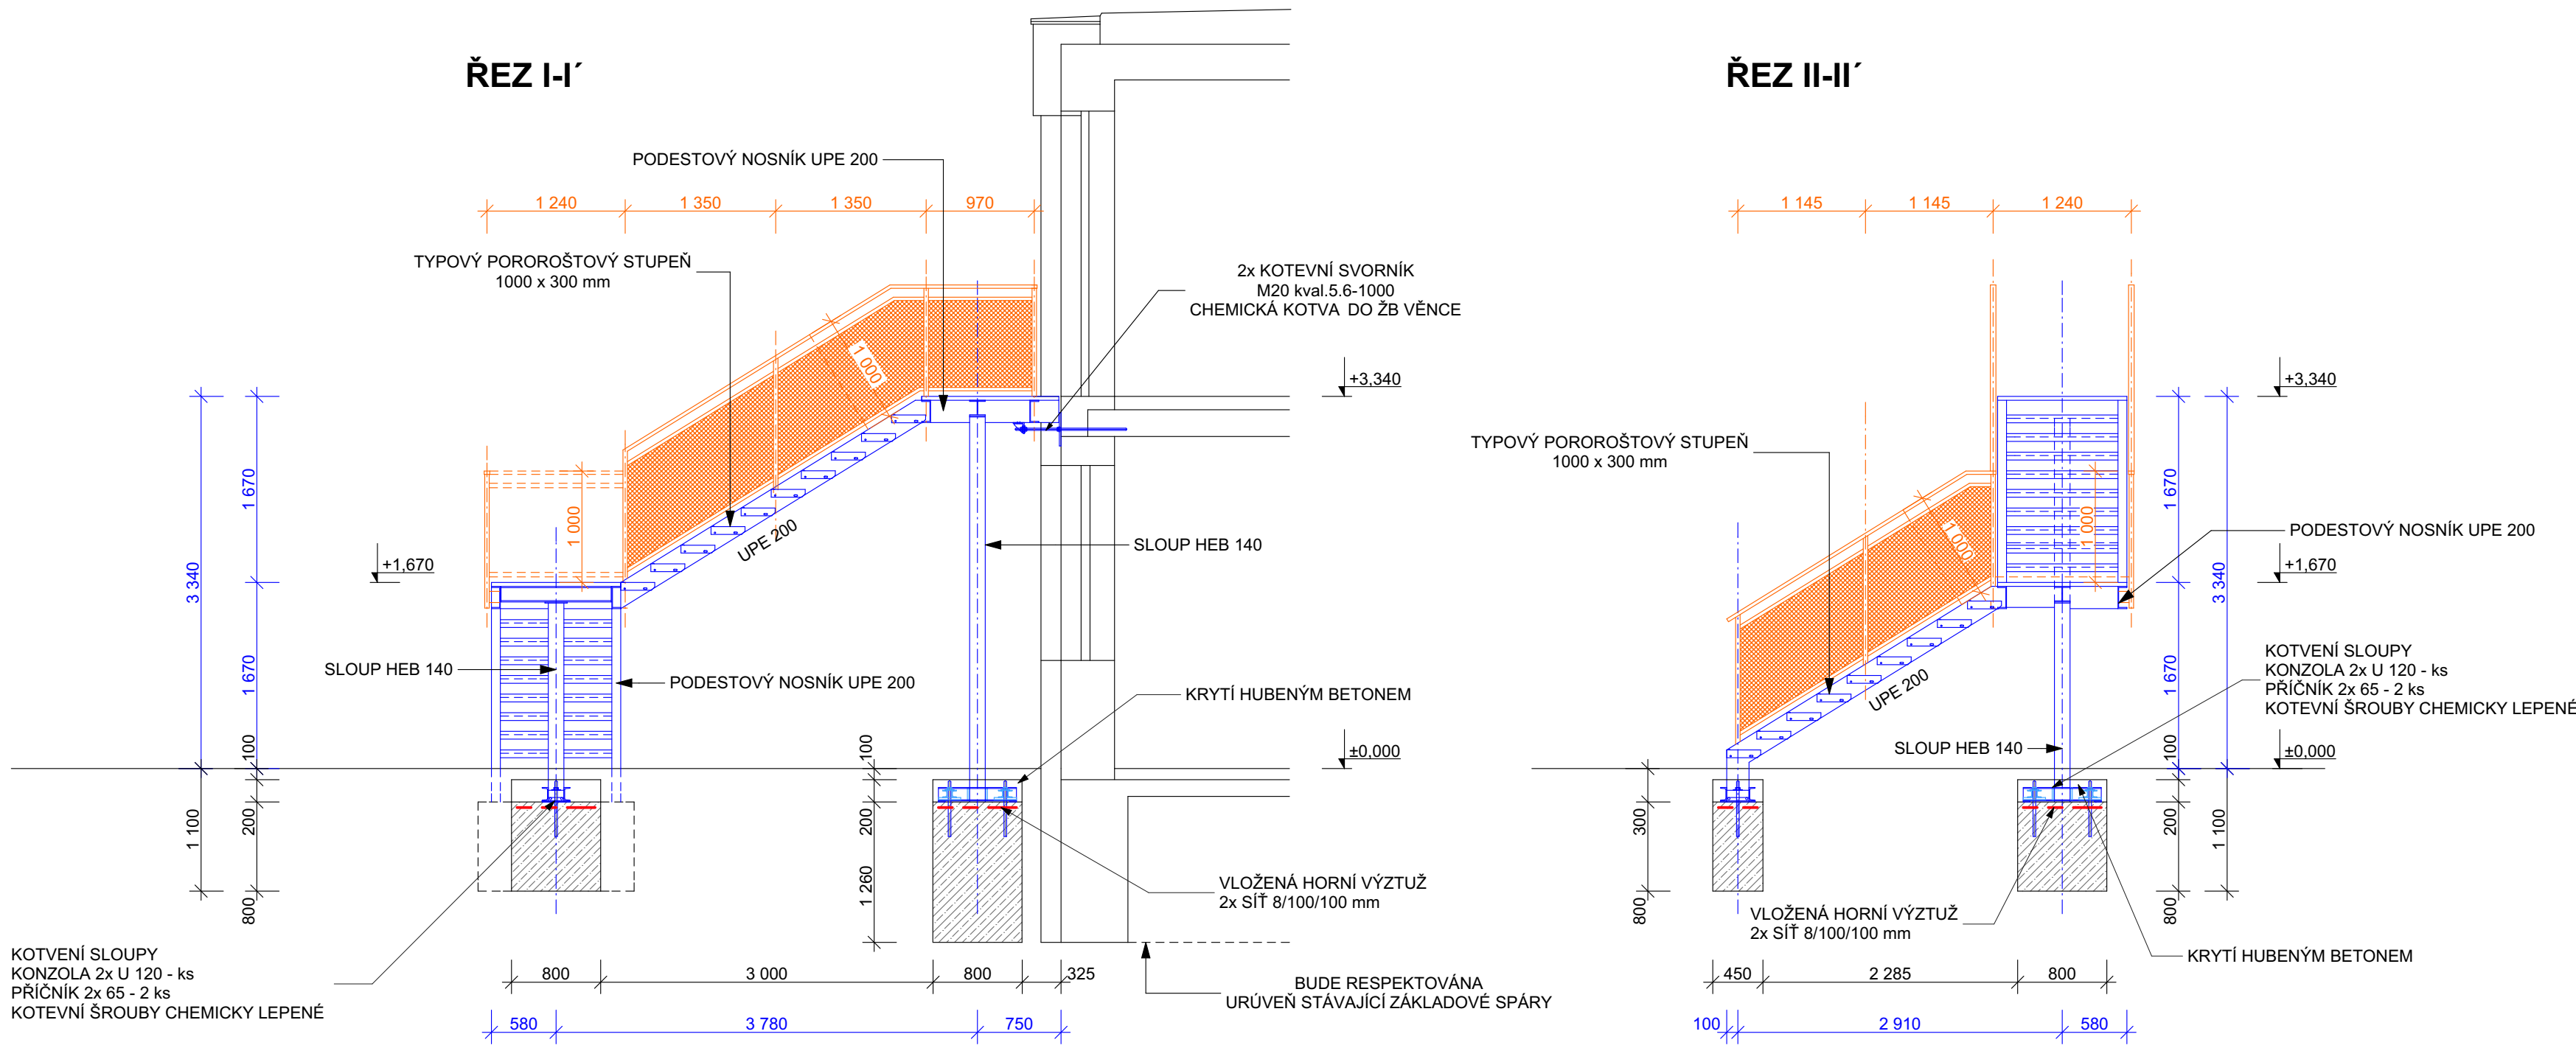 ŘEZ I-I´
ŘEZ II-II´
PODESTOVÝ NOSNÍK UPE 200
1 240
1 350
1 350
970
TYPOVÝ POROROŠTOVÝ STUPEŇ
1000 x 300 mm
2x KOTEVNÍ SVORNÍK
M20 kval.5.6-1000
CHEMICKÁ KOTVA DO ŽB VĚNCE
1 000
+3,340
1 670
3 340
1 000
UPE 200
+1,670
SLOUP HEB 140
SLOUP HEB 140
1 670
PODESTOVÝ NOSNÍK UPE 200
KRYTÍ HUBENÝM BETONEM
±0,000
100
100
1 100
200
800
200
1 260
VLOŽENÁ HORNÍ VÝZTUŽ
2x SÍŤ 8/100/100 mm
KOTVENÍ SLOUPY
KONZOLA 2x U 120 - ks
PŘÍČNÍK 2x 65 - 2 ks
KOTEVNÍ ŠROUBY CHEMICKY LEPENÉ
800
3 000
800
325
BUDE RESPEKTOVÁNA
URÚVEŇ STÁVAJÍCÍ ZÁKLADOVÉ SPÁRY
580
3 780
750
1 145
1 145
1 240
+3,340
TYPOVÝ POROROŠTOVÝ STUPEŇ
1000 x 300 mm
1 670
1 000
1 000
PODESTOVÝ NOSNÍK UPE 200
+1,670
3 340
KOTVENÍ SLOUPY
KONZOLA 2x U 120 - ks
PŘÍČNÍK 2x 65 - 2 ks
KOTEVNÍ ŠROUBY CHEMICKY LEPENÉ
1 670
UPE 200
SLOUP HEB 140
100
±0,000
300
800
200
1 100
800
VLOŽENÁ HORNÍ VÝZTUŽ
2x SÍŤ 8/100/100 mm
KRYTÍ HUBENÝM BETONEM
450
2 285
800
100
2 910
580